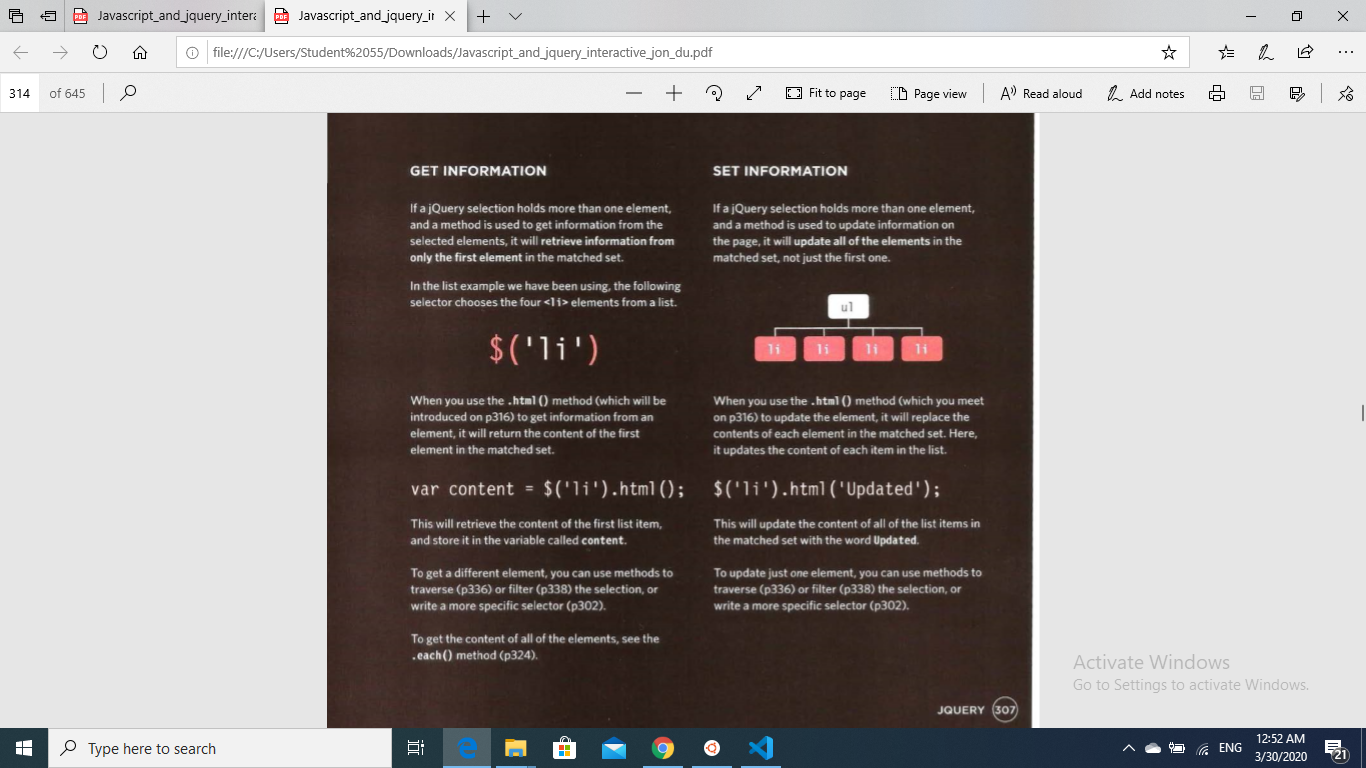 Javascript_and_jquery_intera
Javascript_and_jquery_ir
file:///C:/Users/Student%2055/Downloads/Javascript_and_jquery_interactive_jon_du.pdf
314 of 645
Fit to page
Page view
Read aloud
Add notes
GET INFORMATION
If a jQuery selection holds more than one element,
and a method is used to get information from the
selected elements, it will retrieve information from
only the first element in the matched set.
In the list example we have been using, the following
selector chooses the four <li> elements from a list.
$('li')
When you use the .html() method (which will be
introduced on p316) to get information from an
element, it will return the content of the first
element in the matched set.
var content = $('li').html();
This will retrieve the content of the first list item,
and store it in the variable called content.
To get a different element, you can use methods to
traverse (p336) or filter (p338) the selection, or
write a more specific selector (p302).
To get the content of all of the elements, see the
.each() method (p324).
SET INFORMATION
If a jQuery selection holds more than one element,
and a method is used to update information on
the page, it will update all of the elements in the
matched set, not just the first one.
ul
li li li li
When you use the .html() method (which you meet
on p316) to update the element, it will replace the
contents of each element in the matched set. Here,
it updates the content of each item in the list.
$('li').html('Updated');
This will update the content of all of the list items in
the matched set with the word Updated.
To update just one element, you can use methods to
traverse (p336) or filter (p338) the selection, or
write a more specific selector (p302).
JQUERY 307
Activate Windows
Go to Settings to activate Windows.
Type here to search
ENG
12:52 AM
3/30/2020
21